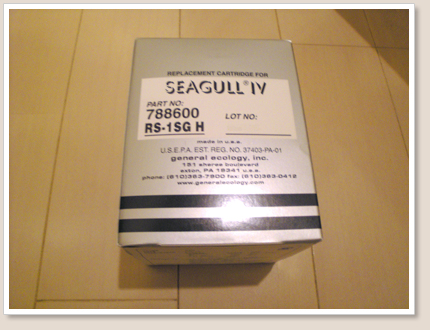 REPLACEMENT CARTRIDGE FOR
SEAGULL® IV
PART NO:
788600 LOT NO:
RS-1SG H
made in u.s.a.
U.S.E.P.A. EST. REG. NO. 37403-PA-01
general ecology, inc.
151 sheree boulevard
exton, PA 19341 u.s.a.
phone: (610)363-7900 fax: (610)363-0412
www.generalecology.com